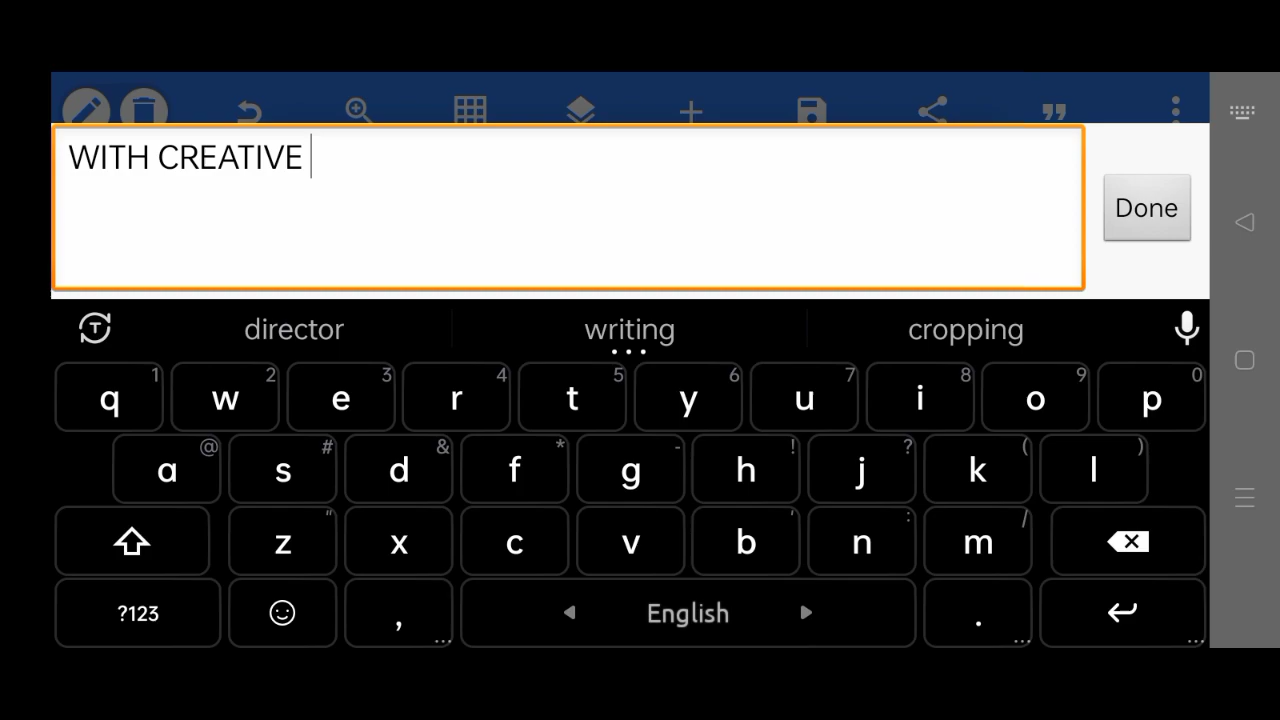 WITH CREATIVE
Done
T director writing cropping
q 1 w 2 e 3 r 4 t 5 y 6 u 7 i 8 o 9 p 0
a @ s # d & f * g - h ! j ? k ( l )
z " x c v b ' n : m /
?123 , ... English . ... ...